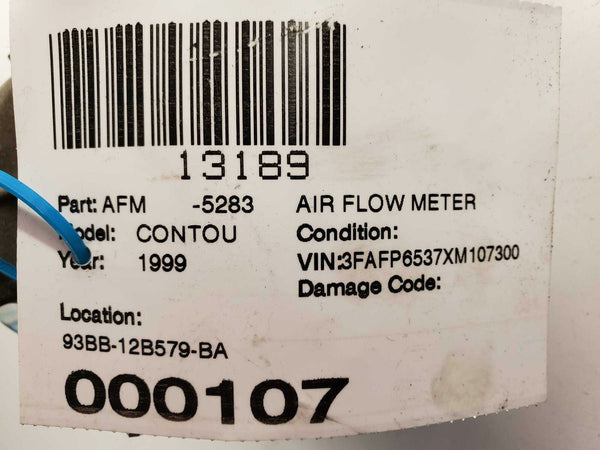 13189
Part: AFM -5283 AIR FLOW METER
Model: CONTOU Condition:
Year: 1999 VIN:3FAFP6537XM107300
Damage Code:
Location:
93BB-12B579-BA
000107